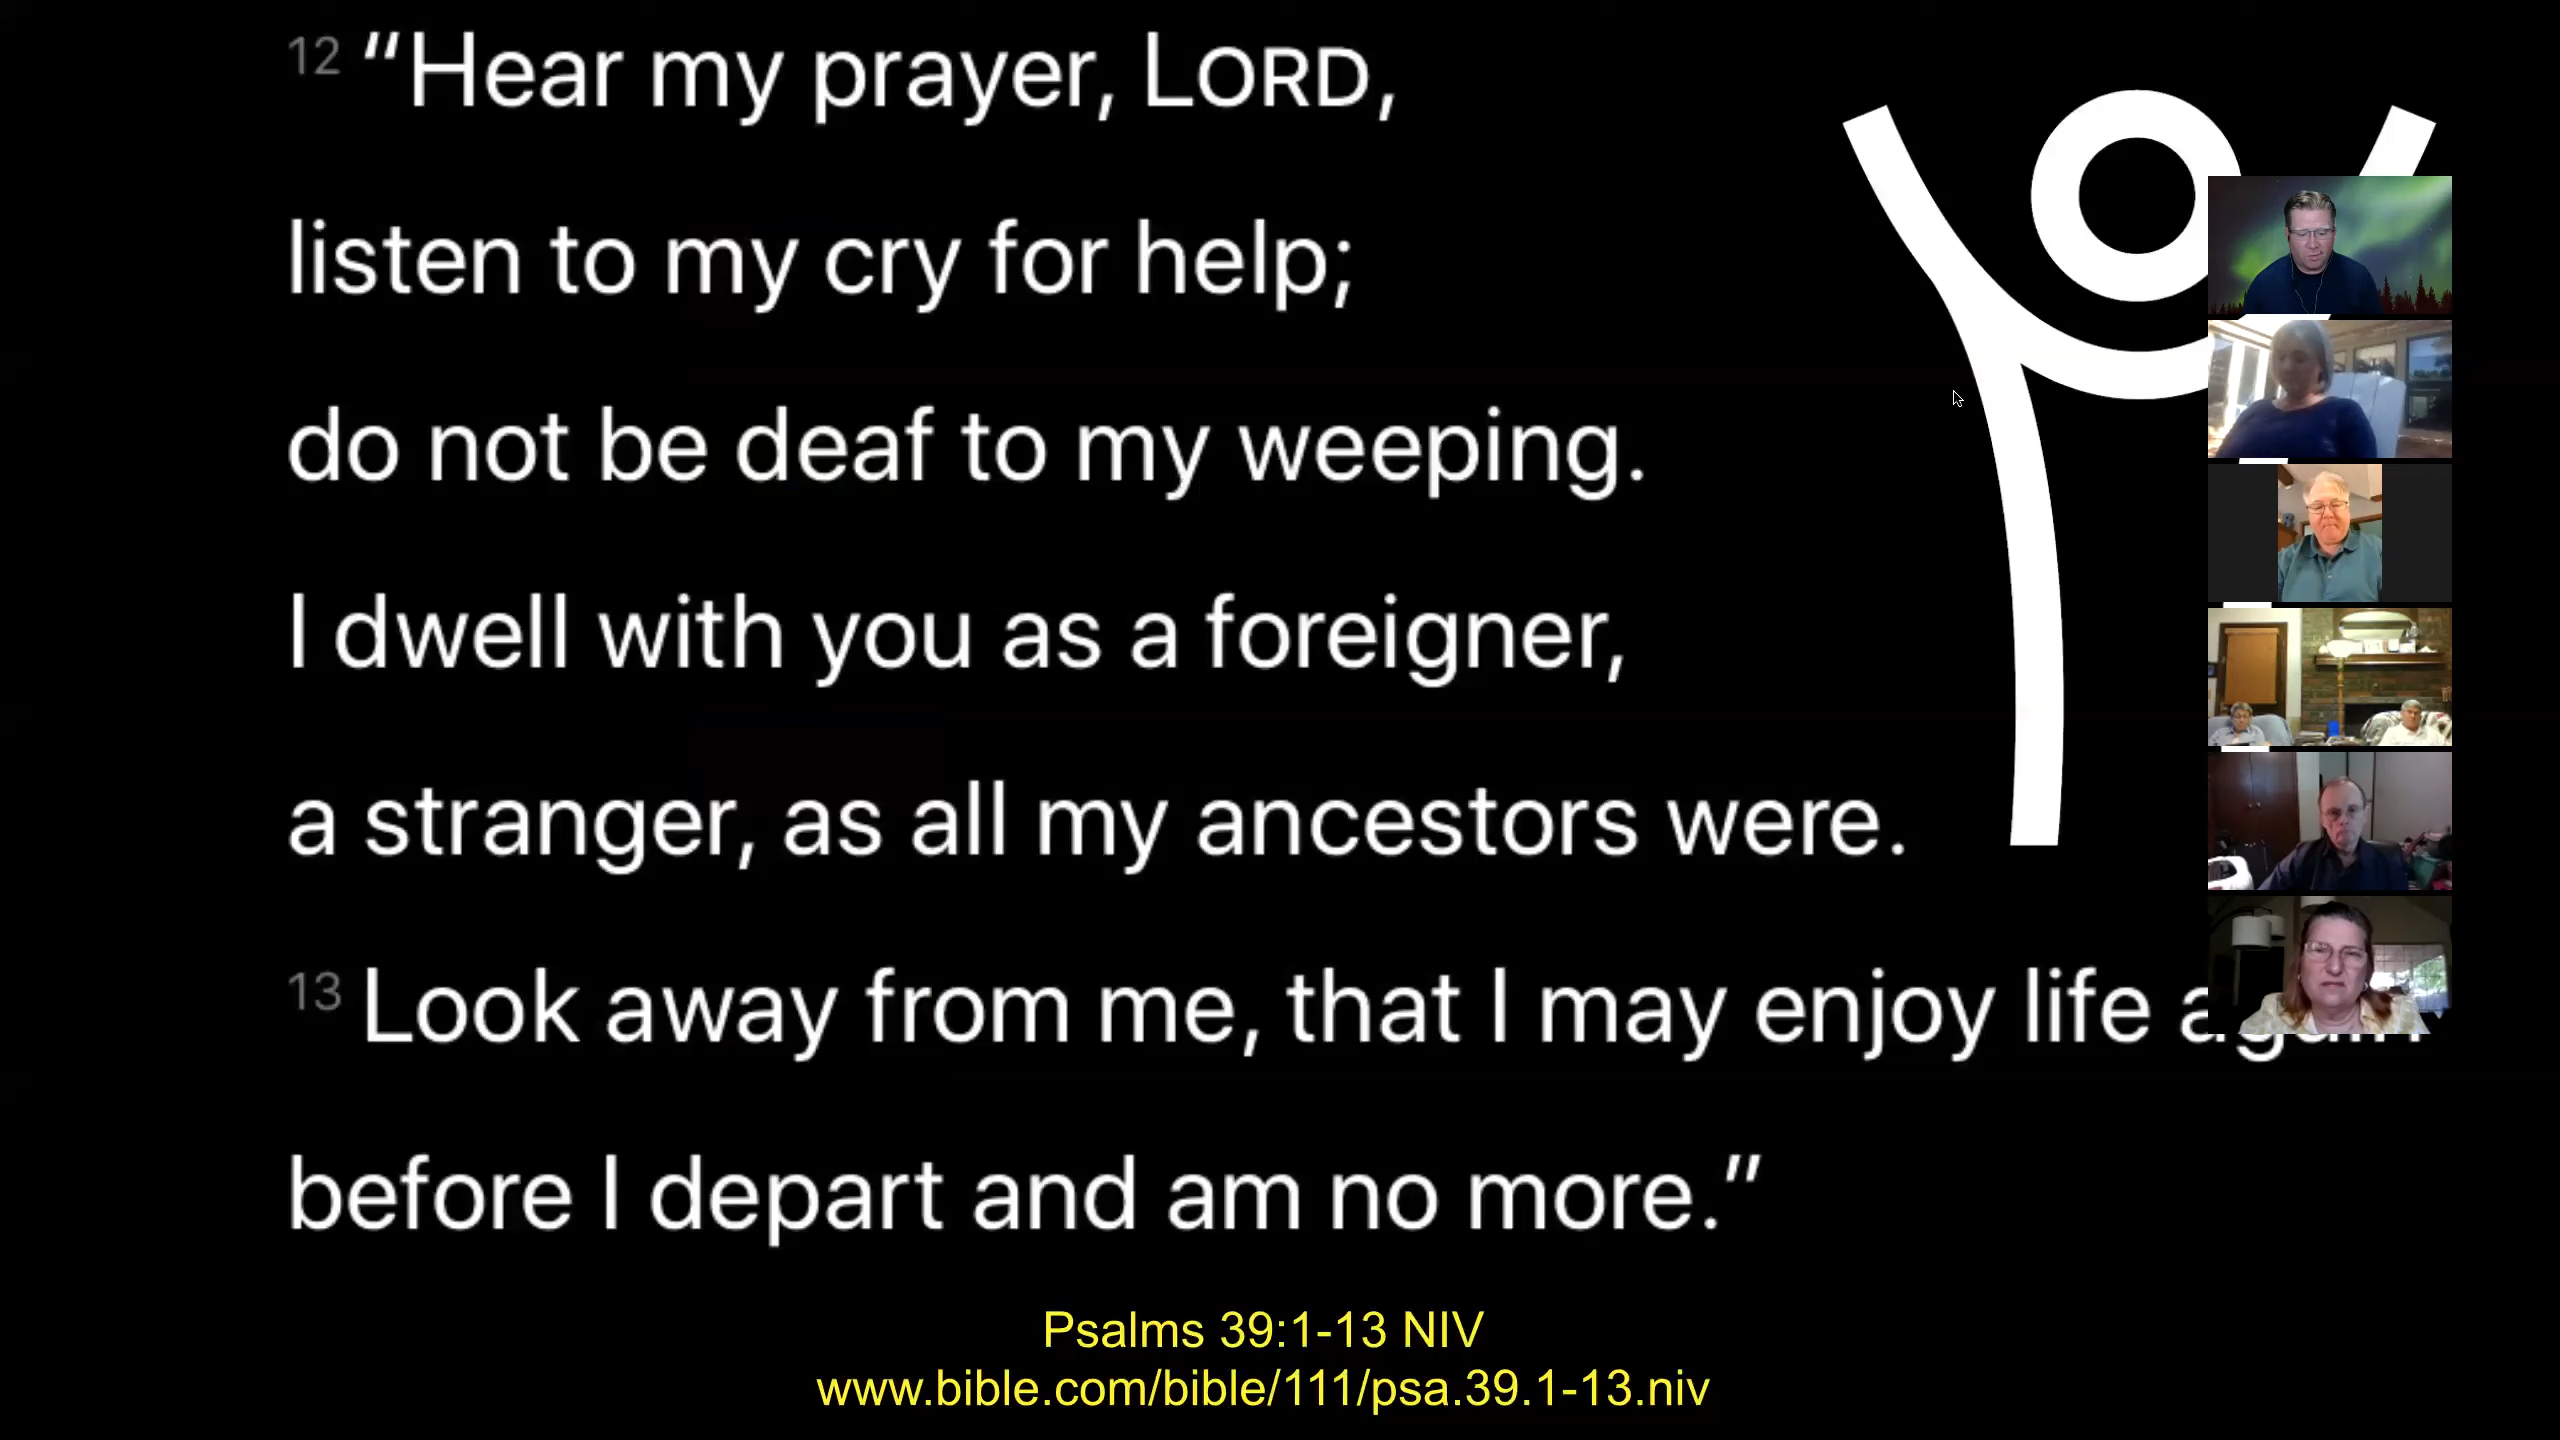 12 “Hear my prayer, LORD,
listen to my cry for help;
do not be deaf to my weeping.
I dwell with you as a foreigner,
a stranger, as all my ancestors were.
13 Look away from me, that I may enjoy life again
before I depart and am no more.”
Psalms 39:1-13 NIV
www.bible.com/bible/111/psa.39.1-13.niv